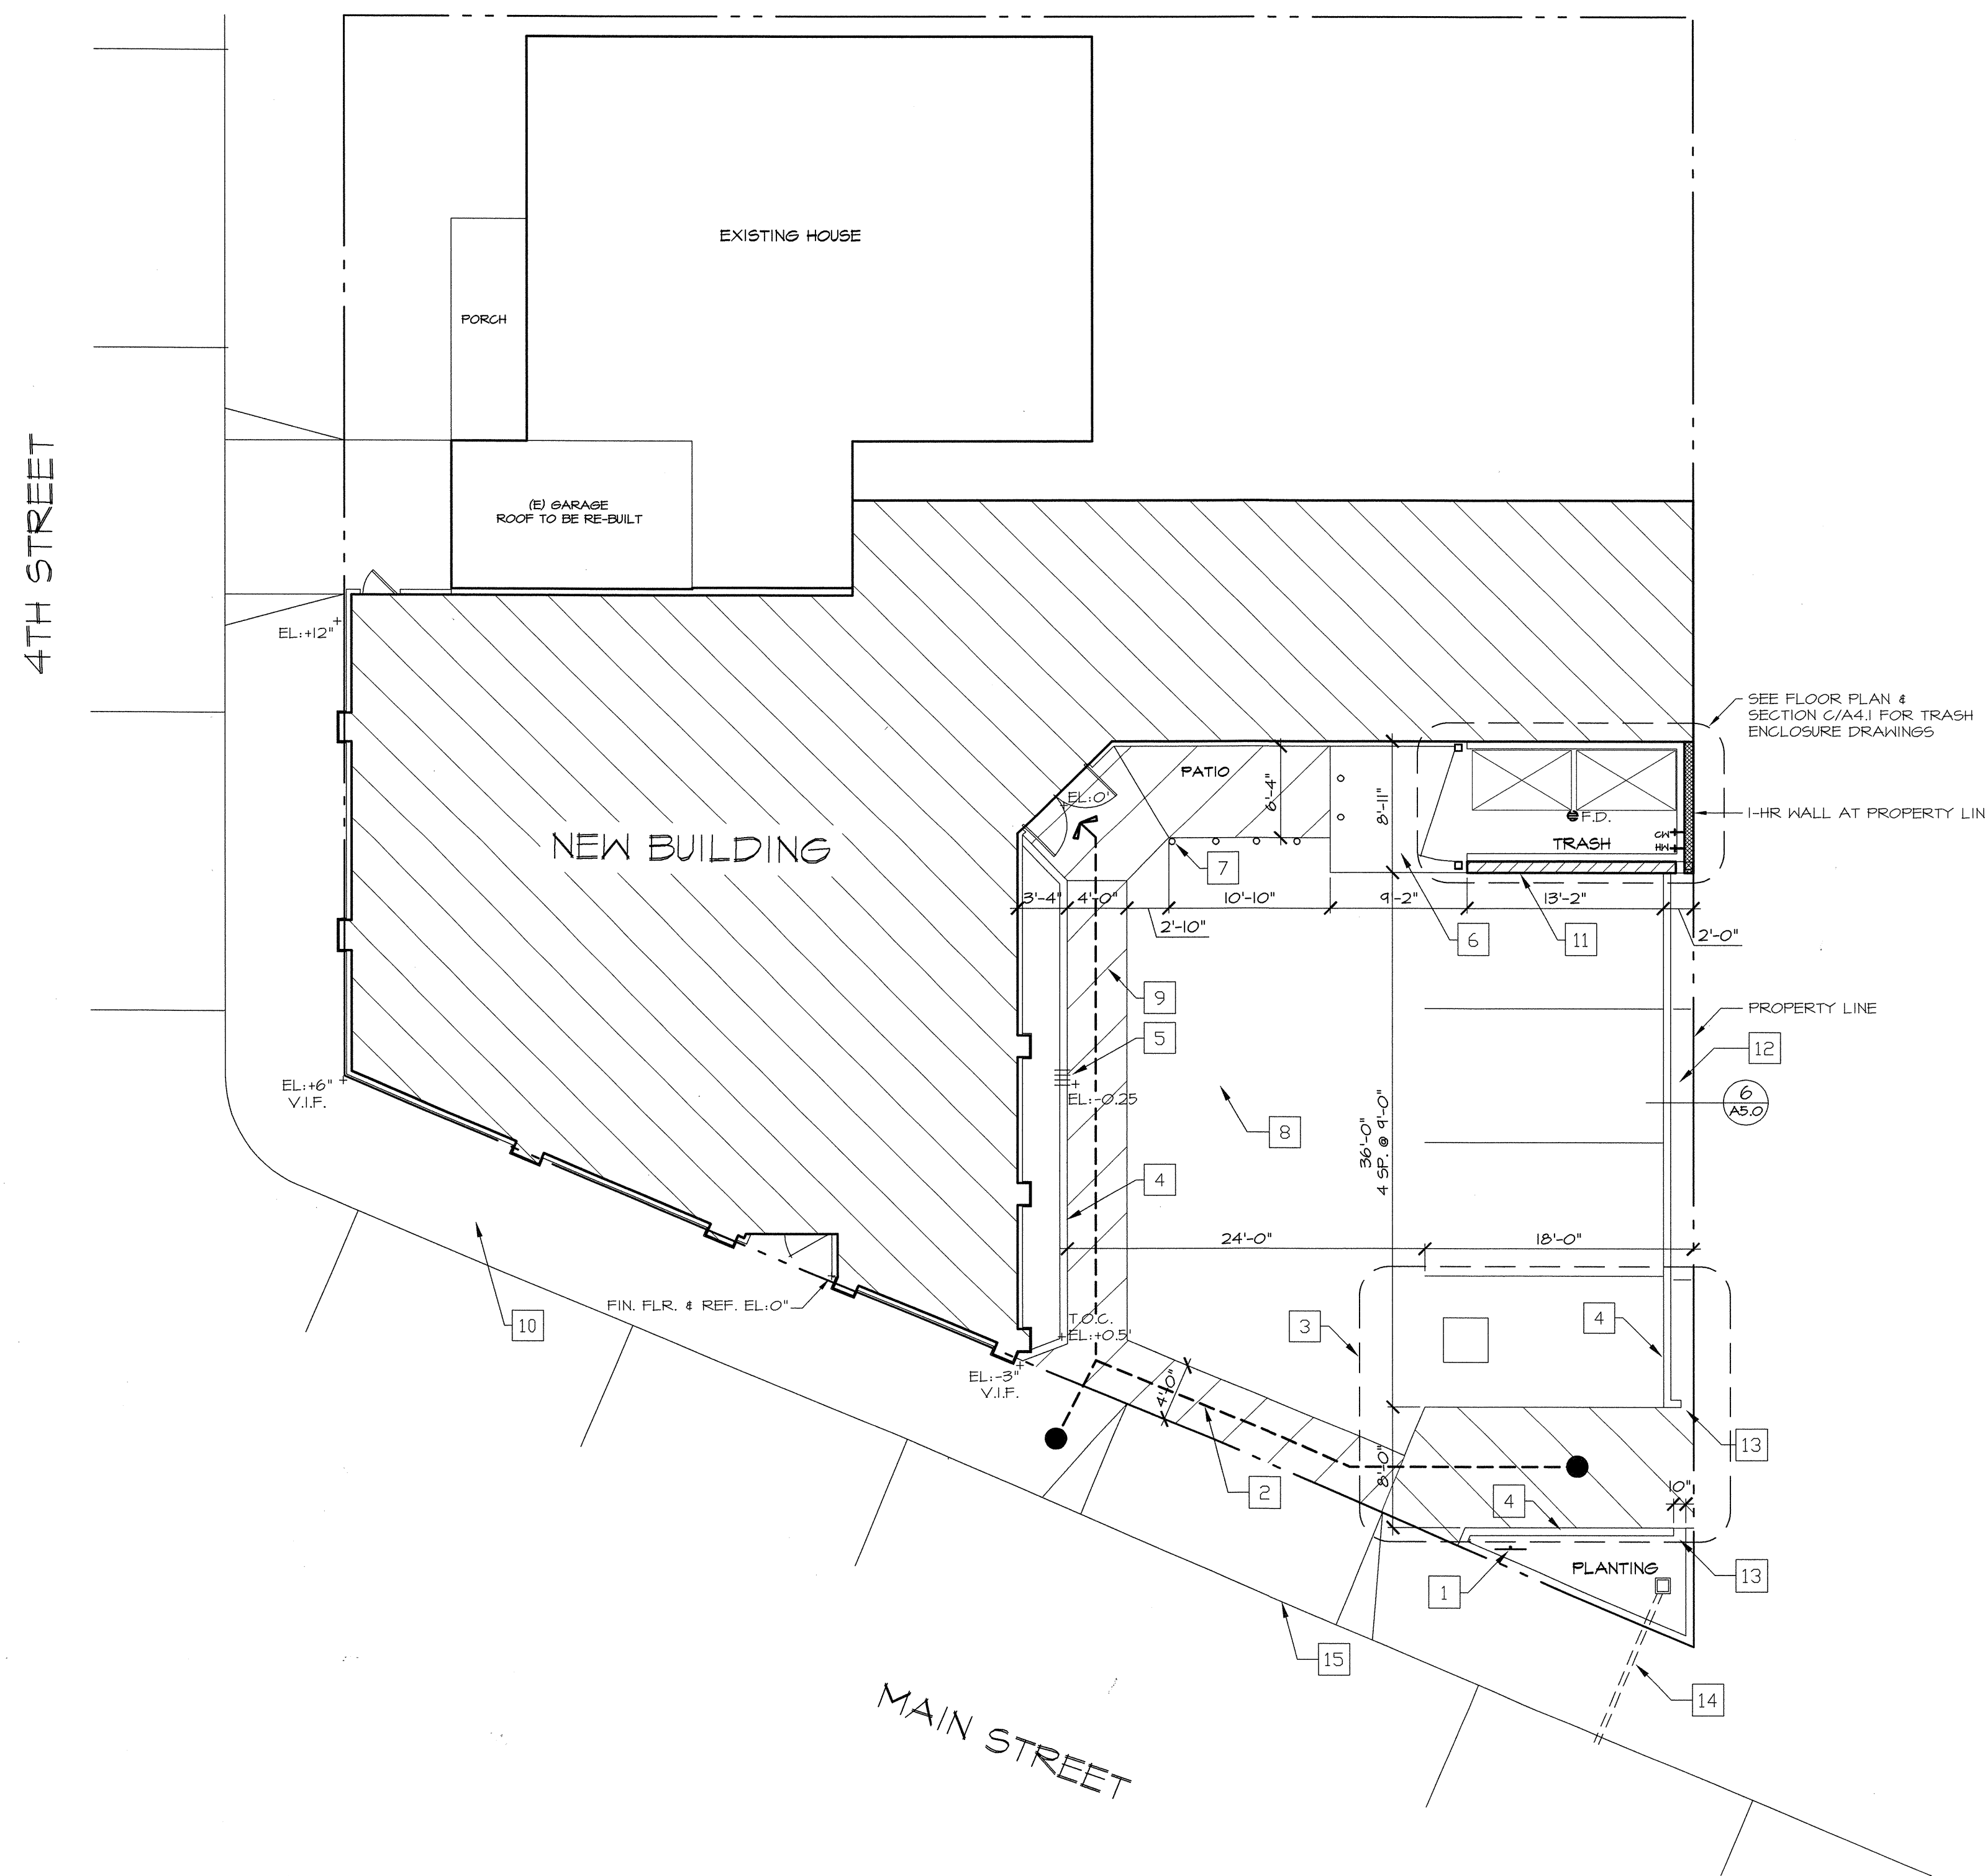 EXISTING HOUSE
PORCH
4TH STREET
(E) GARAGE
ROOF TO BE RE-BUILT
EL:+12"
SEE FLOOR PLAN &
SECTION C/A4.1 FOR TRASH
ENCLOSURE DRAWINGS
PATIO
6'-4"
8'-11"
EL:0'
F.D.
1-HR WALL AT PROPERTY LIN
CW
HW
TRASH
NEW BUILDING
7
3'-4"
4'-0"
10'-10"
9'-2"
13'-2"
2'-10"
6
11
2'-0"
9
PROPERTY LINE
5
12
EL:+6"
V.I.F.
EL:-0.25
6
A5.0
8
36'-0"
4 SP. @ 9'-0"
4
24'-0"
18'-0"
FIN. FLR. & REF. EL:0"
10
T.O.C.
EL:+0.5'
3
4
EL:-3"
V.I.F.
4'-0"
13
2
8'-0"
4
10"
PLANTING
1
13
15
14
MAIN STREET